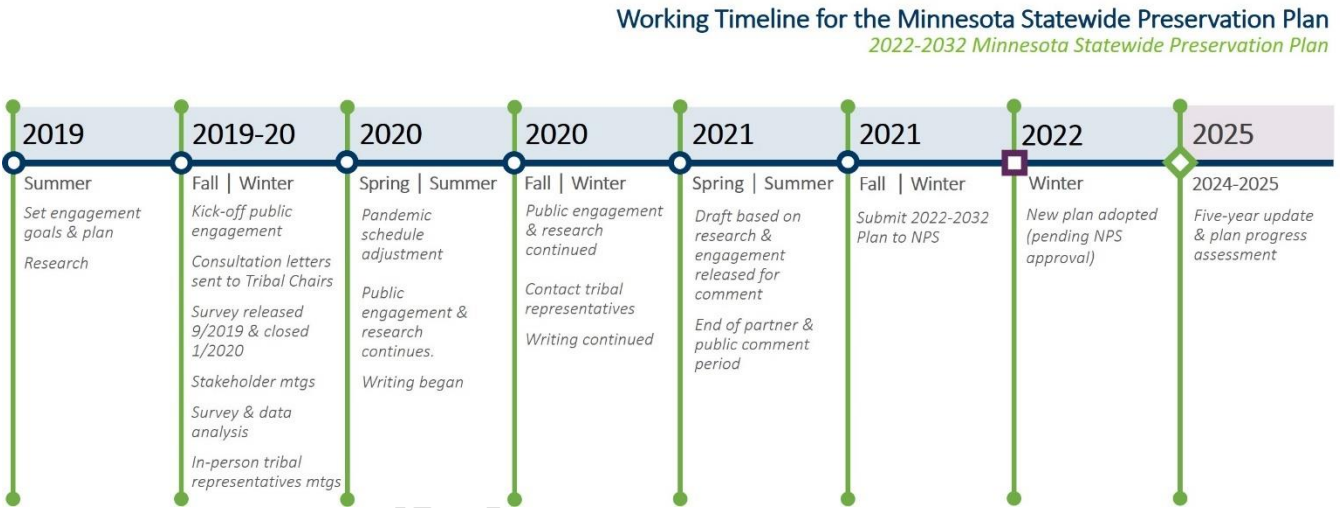 Working Timeline for the Minnesota Statewide Preservation Plan
2022-2032 Minnesota Statewide Preservation Plan
2019
Summer
Set engagement
goals & plan
Research
2019-20
Fall | Winter
Kick-off public
engagement
Consultation letters
sent to Tribal Chairs
Survey released
9/2019 & closed
1/2020
Stakeholder mtgs
Survey & data
analysis
In-person tribal
representatives mtgs
2020
Spring | Summer
Pandemic
schedule
adjustment
Public
engagement &
research
continues.
Writing began
2020
Fall | Winter
Public engagement
& research
continued
Contact tribal
representatives
Writing continued
2021
Spring | Summer
Draft based on
research &
engagement
released for
comment
End of partner &
public comment
period
2021
Fall | Winter
Submit 2022-2032
Plan to NPS
2022
Winter
New plan adopted
(pending NPS
approval)
2025
2024-2025
Five-year update
& plan progress
assessment